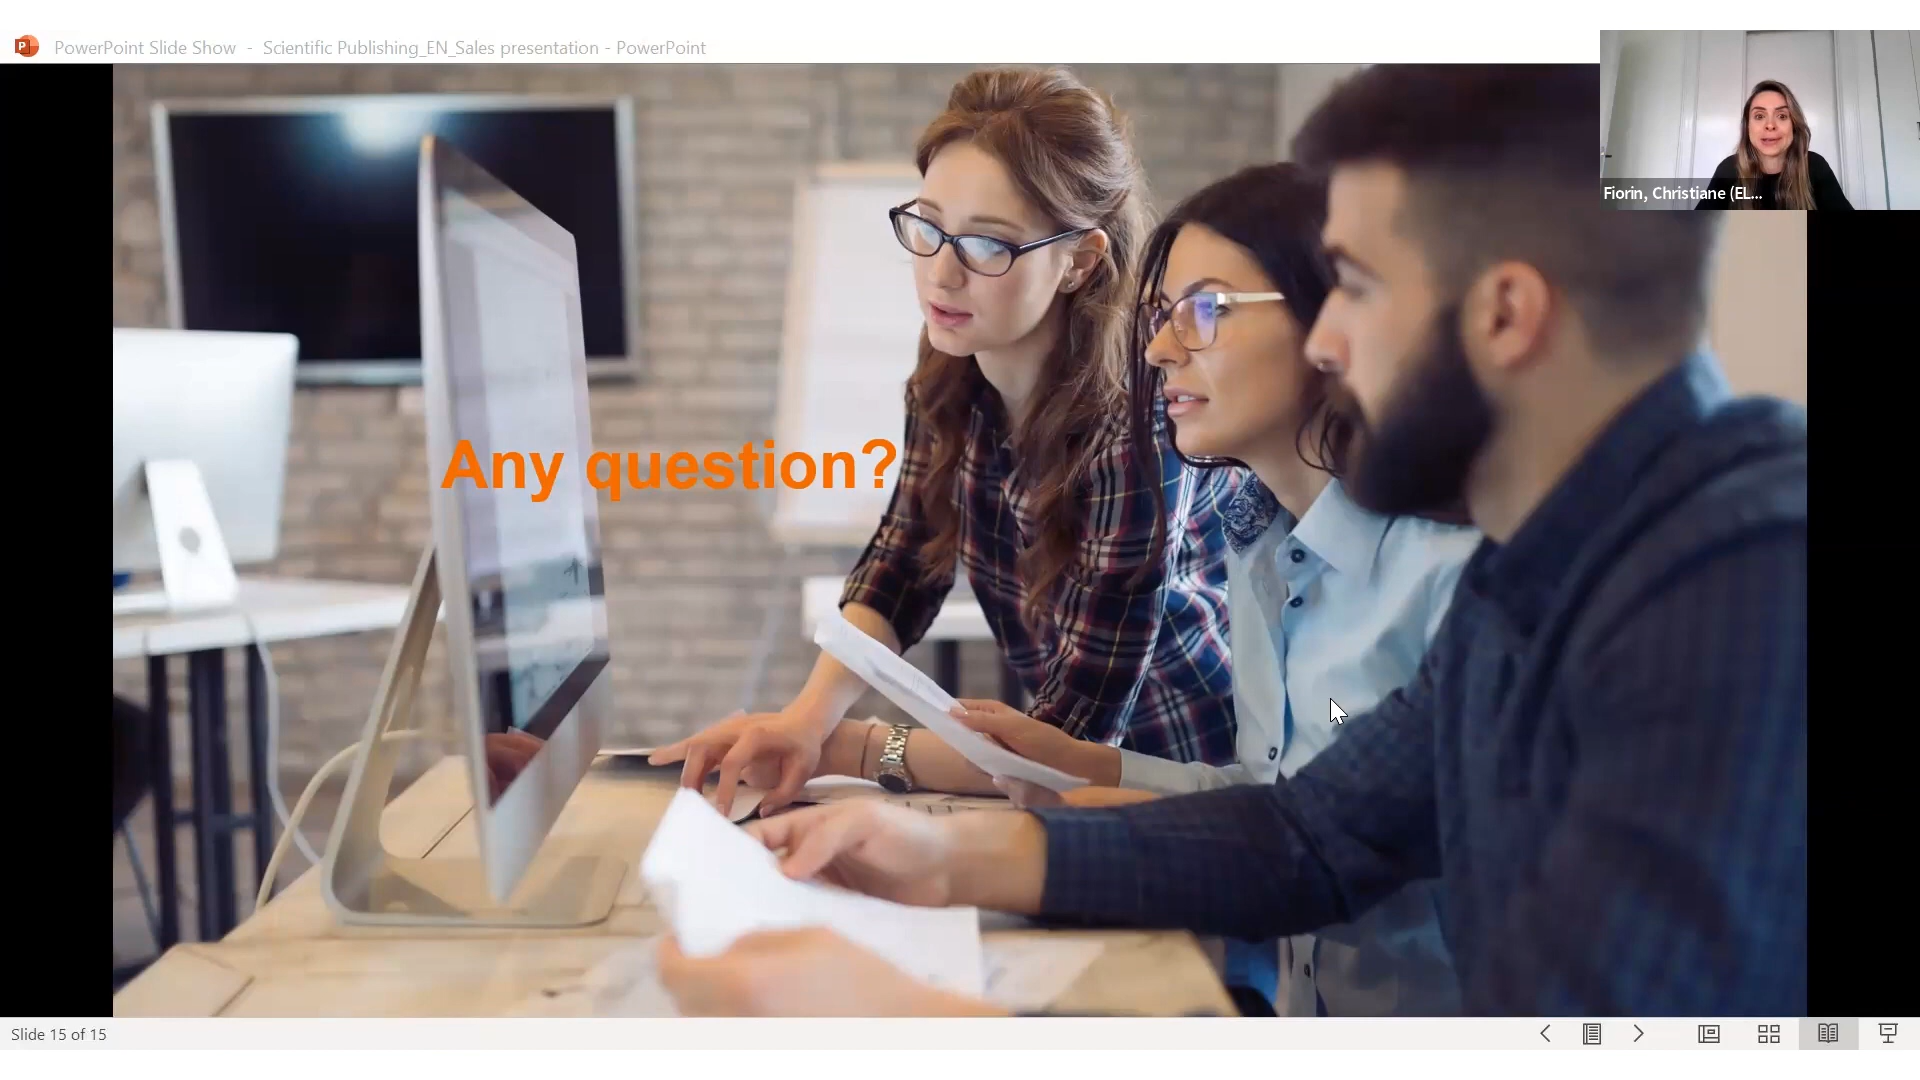 PowerPoint Slide Show - Scientific Publishing_EN_Sales presentation - PowerPoint
Fiorin, Christiane (EL...
Any question?
Slide 15 of 15